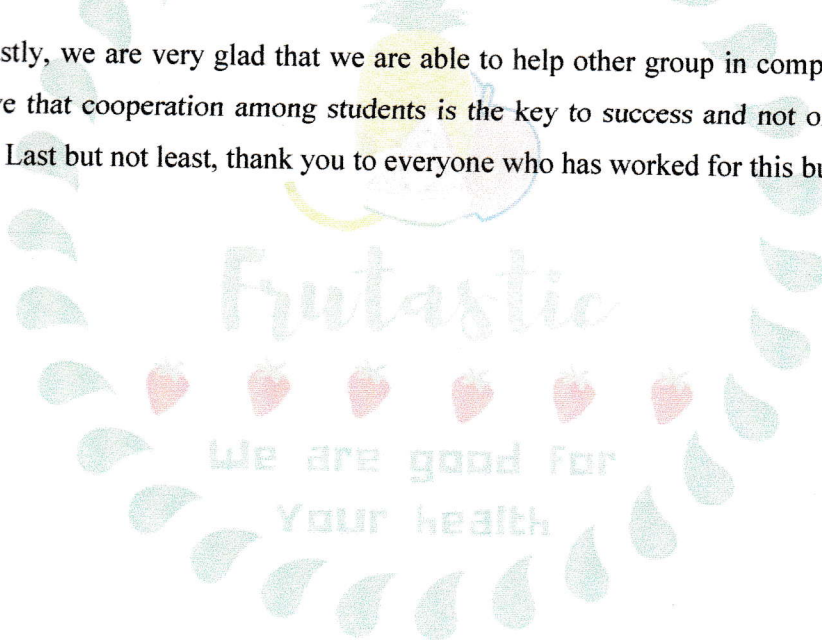 stly, we are very glad that we are able to help other group in comp
e that cooperation among students is the key to success and not o
Last but not least, thank you to everyone who has worked for this bu
Frutastic
We are good for
Your health